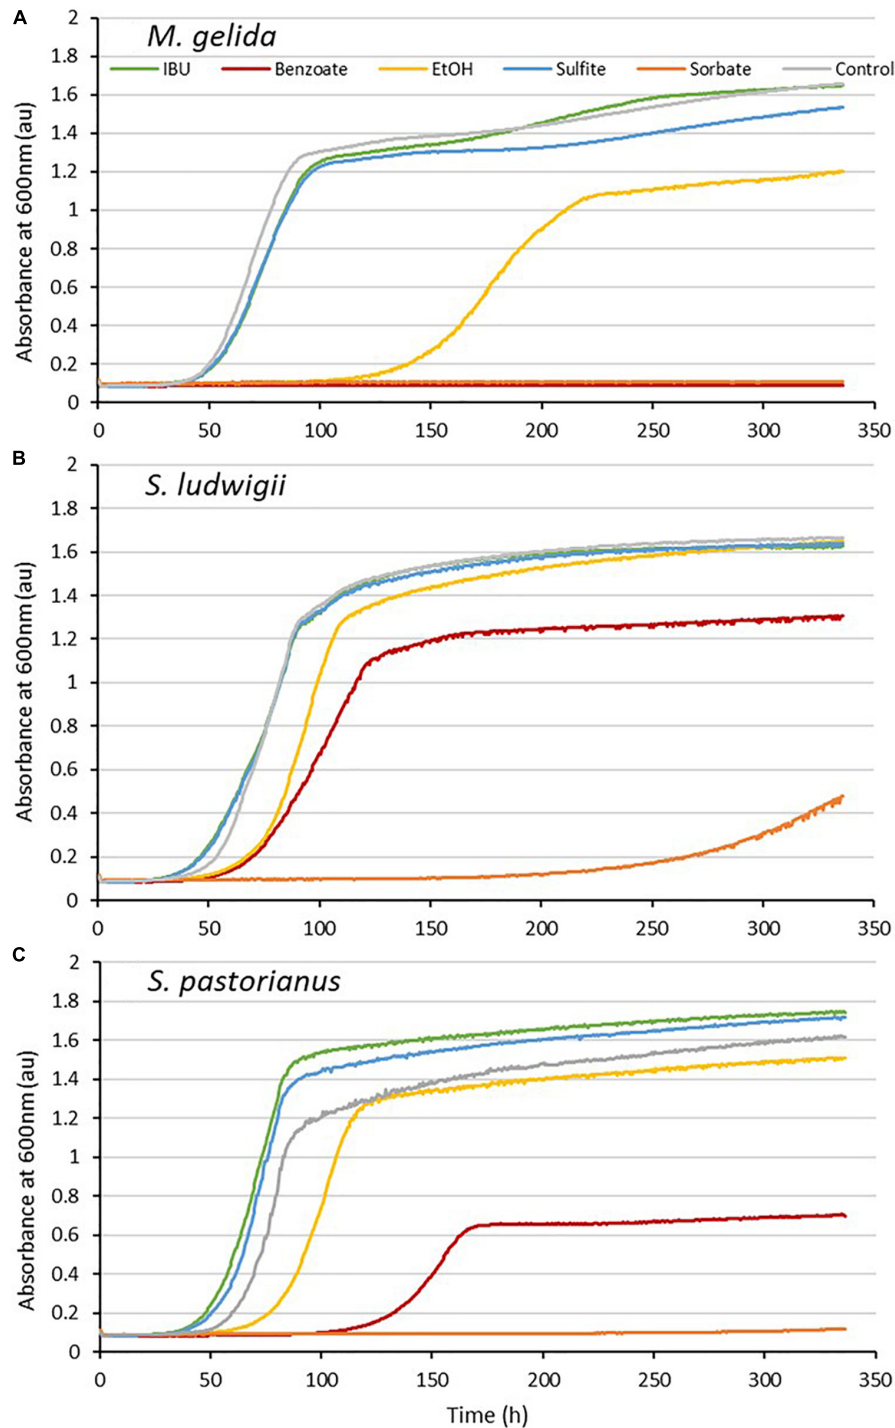 A
M. gelida
IBU Benzoate EtOH Sulfite Sorbate Control
Absorbance at 600nm (au)
2
1.8
1.6
1.4
1.2
1
0.8
0.6
0.4
0.2
0
0 50 100 150 200 250 300 350
B
S. ludwigii
Absorbance at 600nm (au)
2
1.8
1.6
1.4
1.2
1
0.8
0.6
0.4
0.2
0
0 50 100 150 200 250 300 350
C
S. pastorianus
Absorbance at 600nm (au)
2
1.8
1.6
1.4
1.2
1
0.8
0.6
0.4
0.2
0
0 50 100 150 200 250 300 350
Time (h)